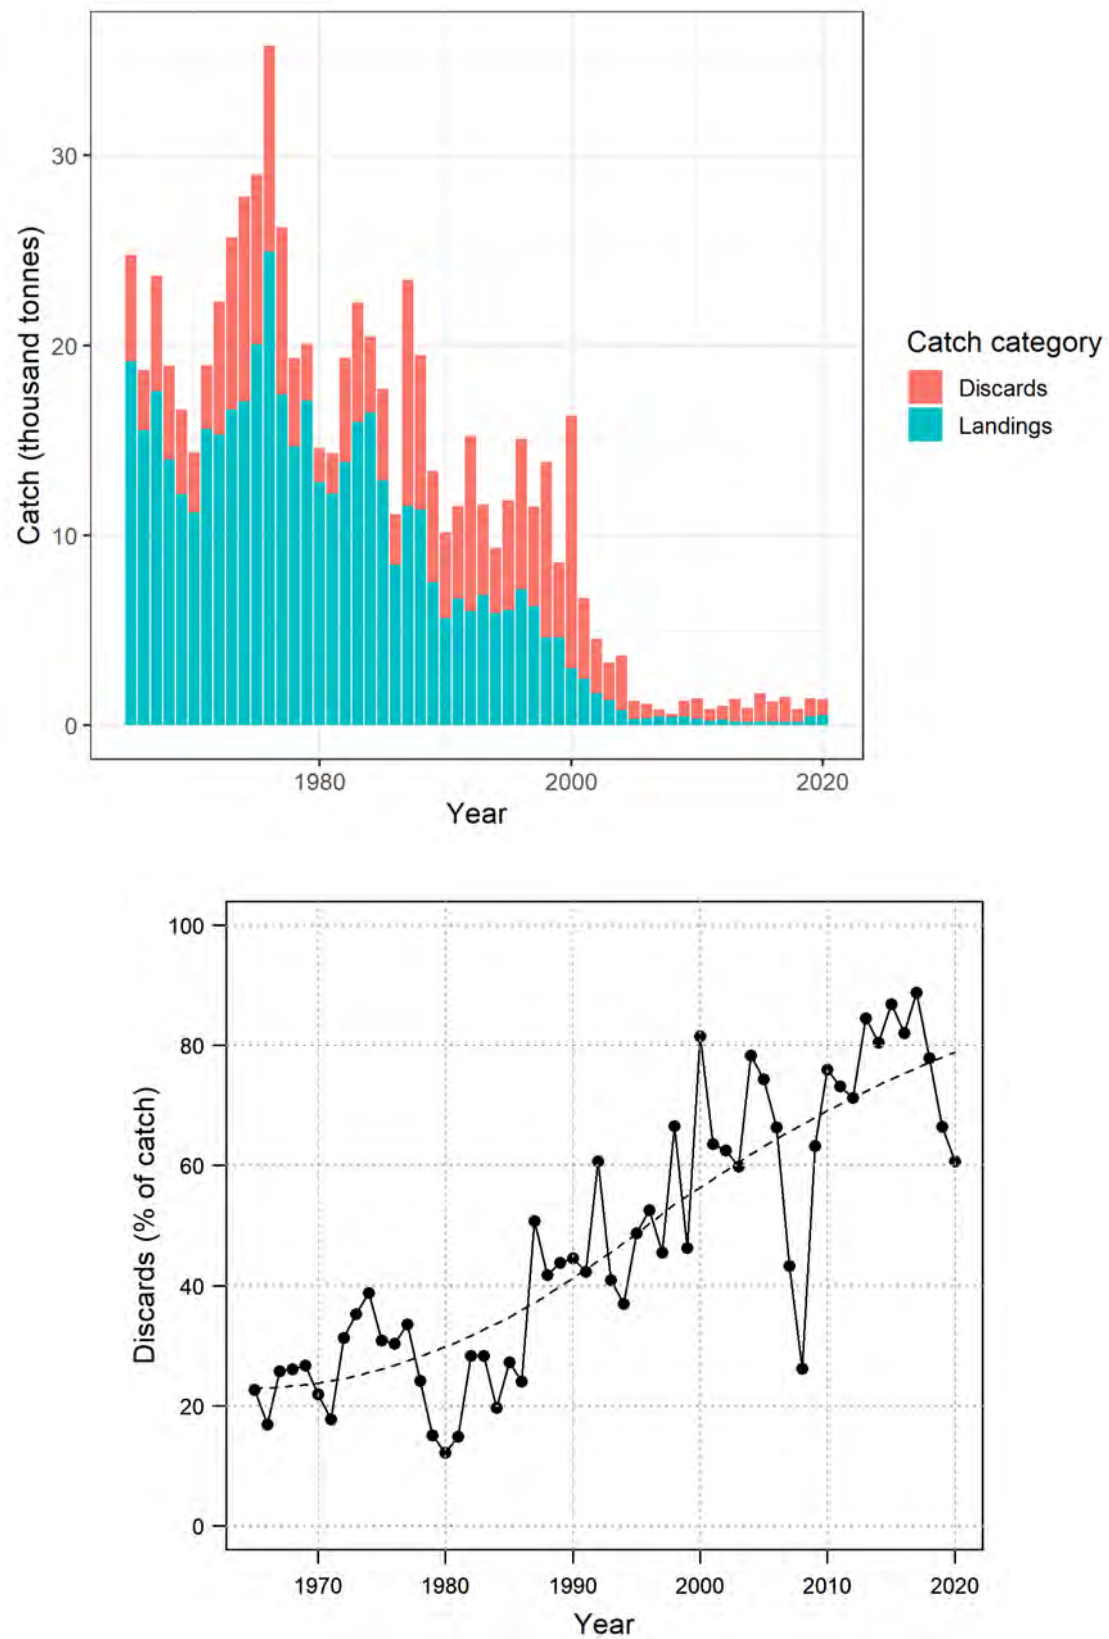 30
20
10
0
Catch (thousand tonnes)
1980
2000
2020
Year
Catch category
Discards
Landings
100
80
60
40
20
0
Discards (% of catch)
1970
1980
1990
2000
2010
2020
Year